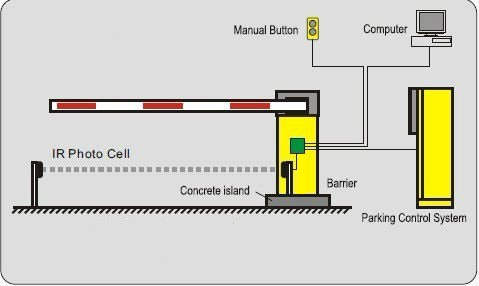 Manual Button
Computer
IR Photo Cell
Concrete island
Barrier
Parking Control System